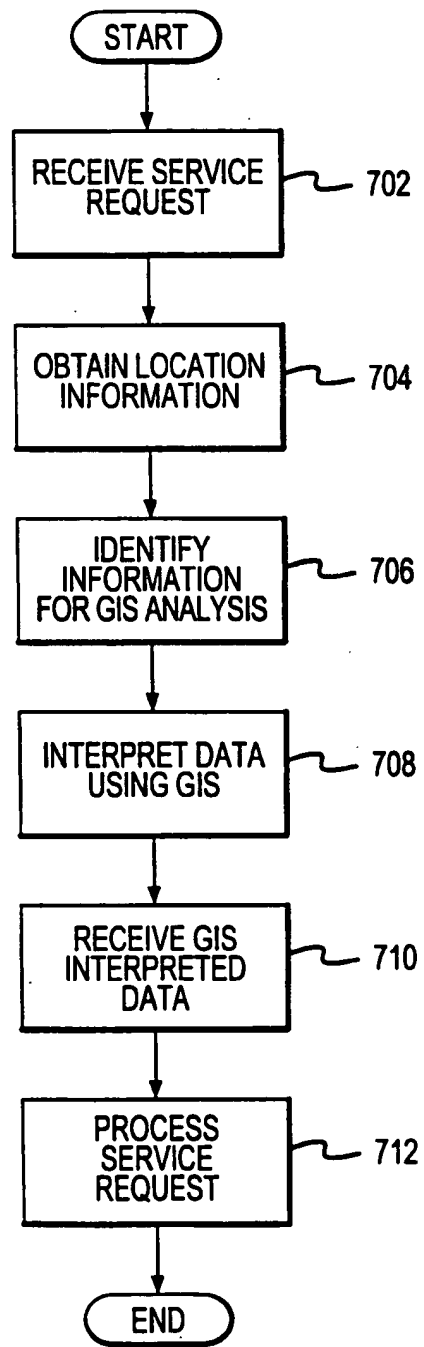 START
RECEIVE SERVICE
REQUEST
702
OBTAIN LOCATION
INFORMATION
704
IDENTIFY
INFORMATION
FOR GIS ANALYSIS
706
INTERPRET DATA
USING GIS
708
RECEIVE GIS
INTERPRETED
DATA
710
PROCESS
SERVICE
REQUEST
712
END